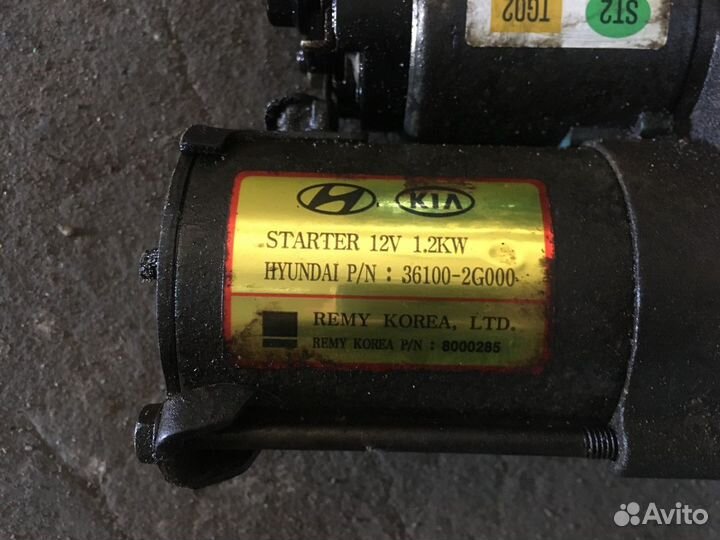 TG02
ST2
KIA
STARTER 12V 1.2KW
HYUNDAI P/N : 36100-2G000
REMY KOREA, LTD.
REMY KOREA P/N : 8000285
Avito